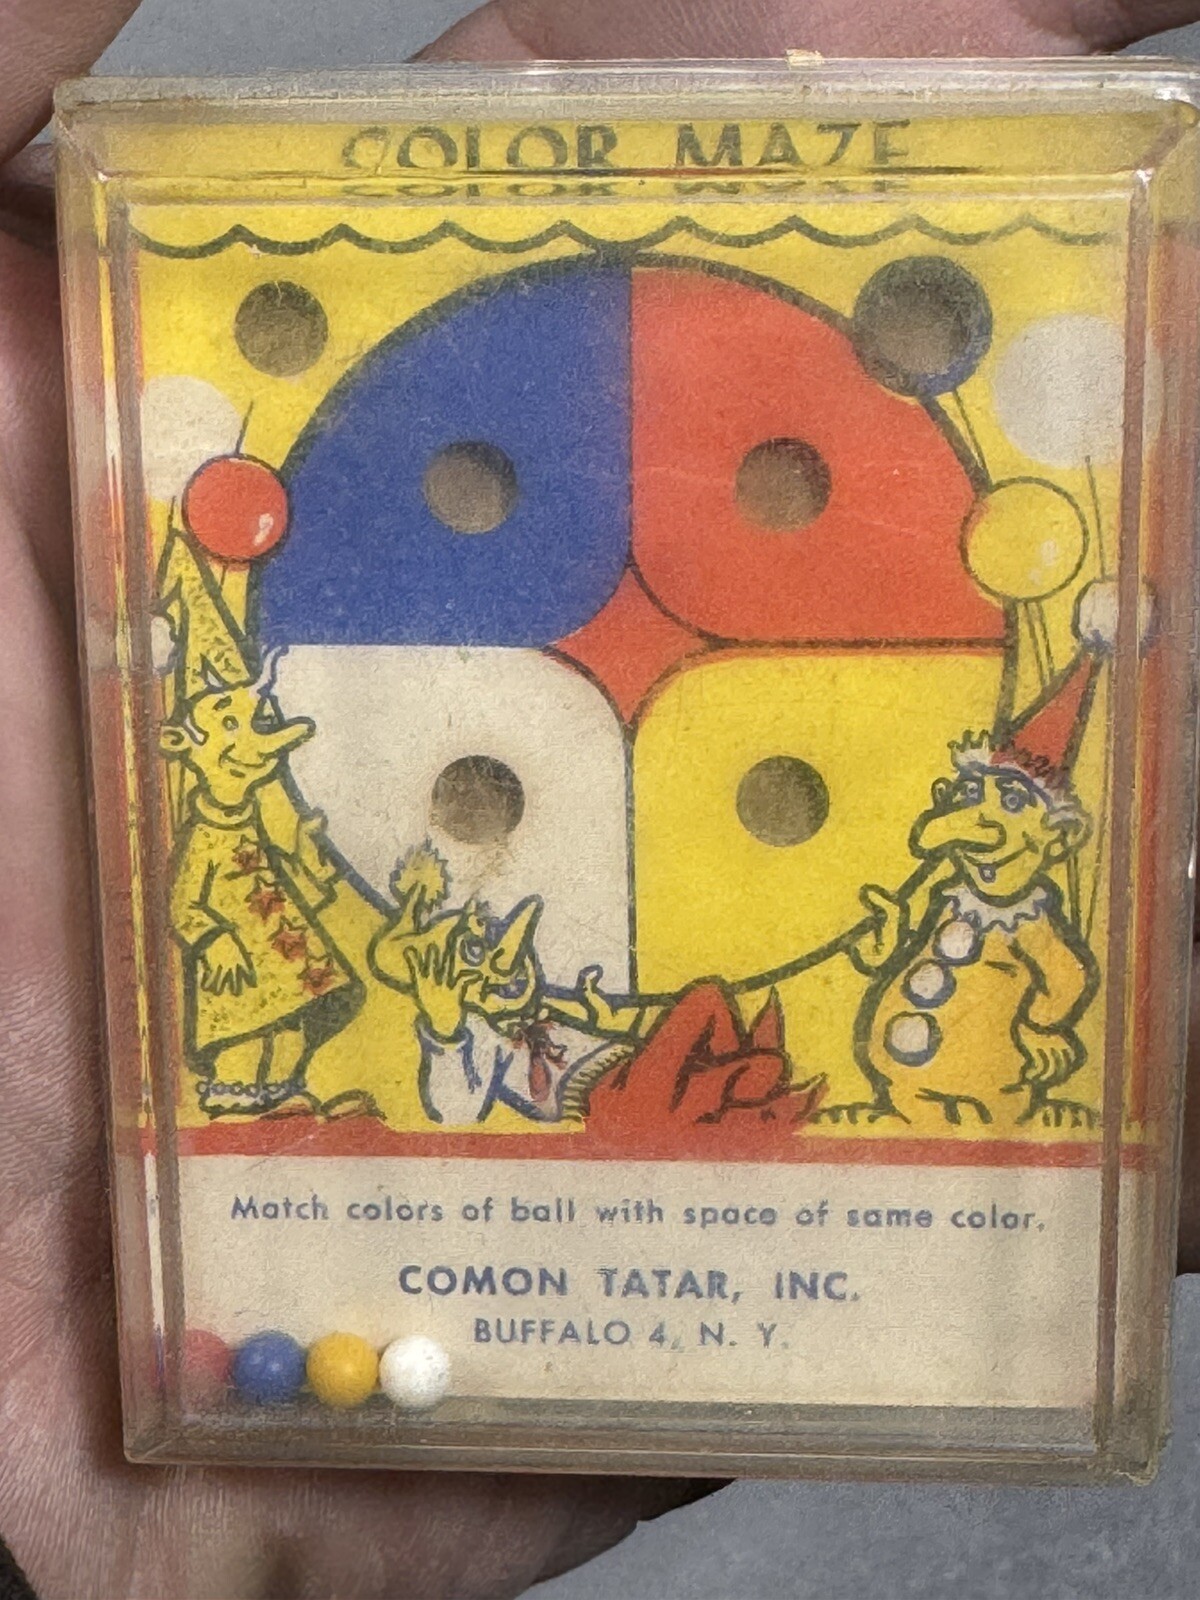 COLOR MAZE
Match colors of ball with space of same color.
COMON TATAR, INC.
BUFFALO 4, N. Y.